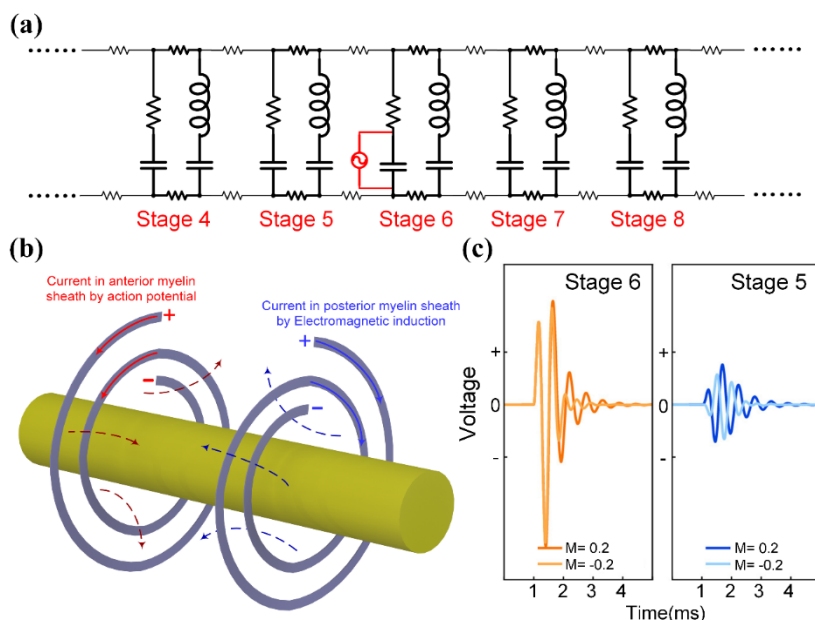 (a)
Stage 4 Stage 5 Stage 6 Stage 7 Stage 8
(b)
Current in anterior myelin
sheath by action potential
+
-
Current in posterior myelin sheath
by Electromagnetic induction
+
-
(c)
Stage 6
Stage 5
Voltage
+
0
-
+
0
-
M= 0.2
M= -0.2
M= 0.2
M= -0.2
1 2 3 4
1 2 3 4
Time(ms)